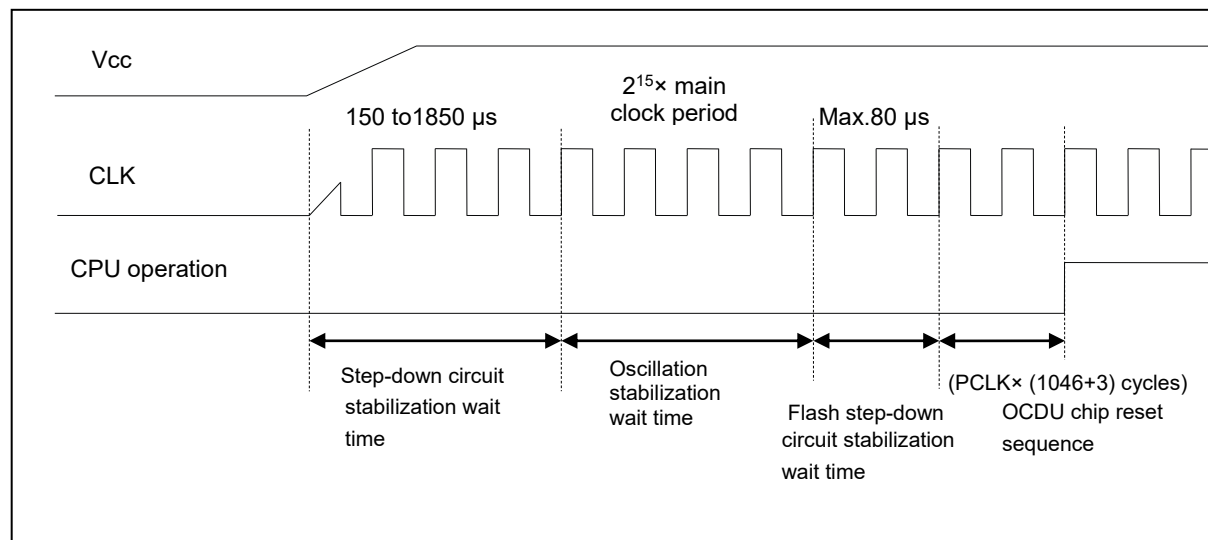 Vcc
2¹⁵× main
clock period
150 to1850 µs
Max.80 µs
CLK
CPU operation
Step-down circuit
stabilization wait
time
Oscillation
stabilization
wait time
Flash step-down
circuit stabilization
wait time
(PCLK× (1046+3) cycles)
OCDU chip reset
sequence